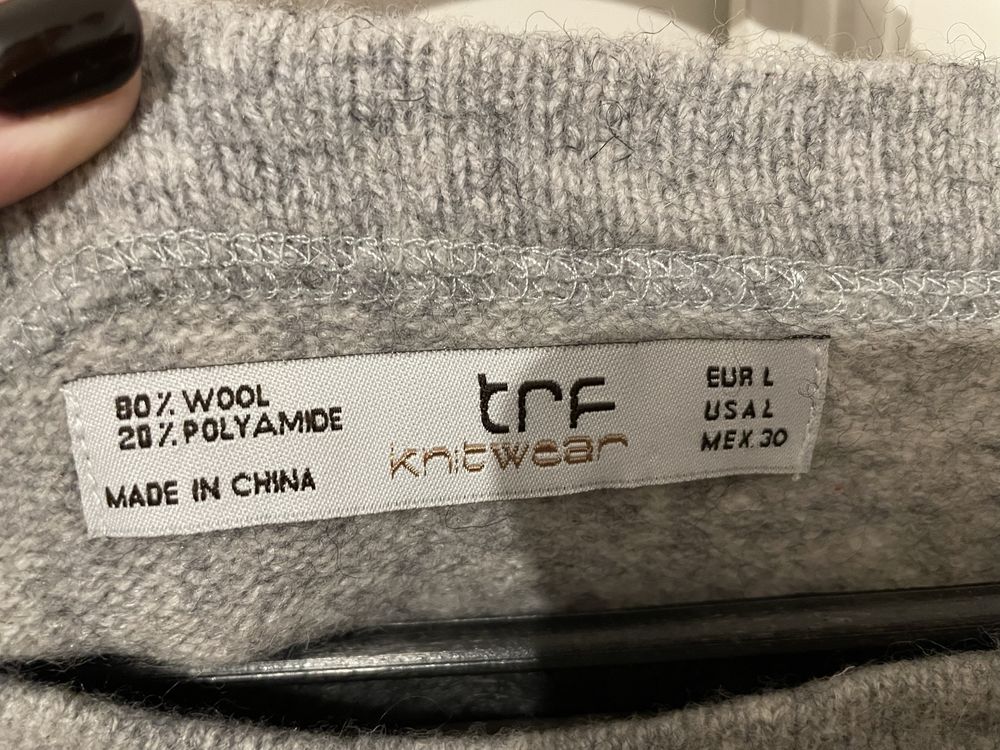 80% WOOL
20% POLYAMIDE
MADE IN CHINA
trf
knitwear
EUR L
USA L
MEX 30